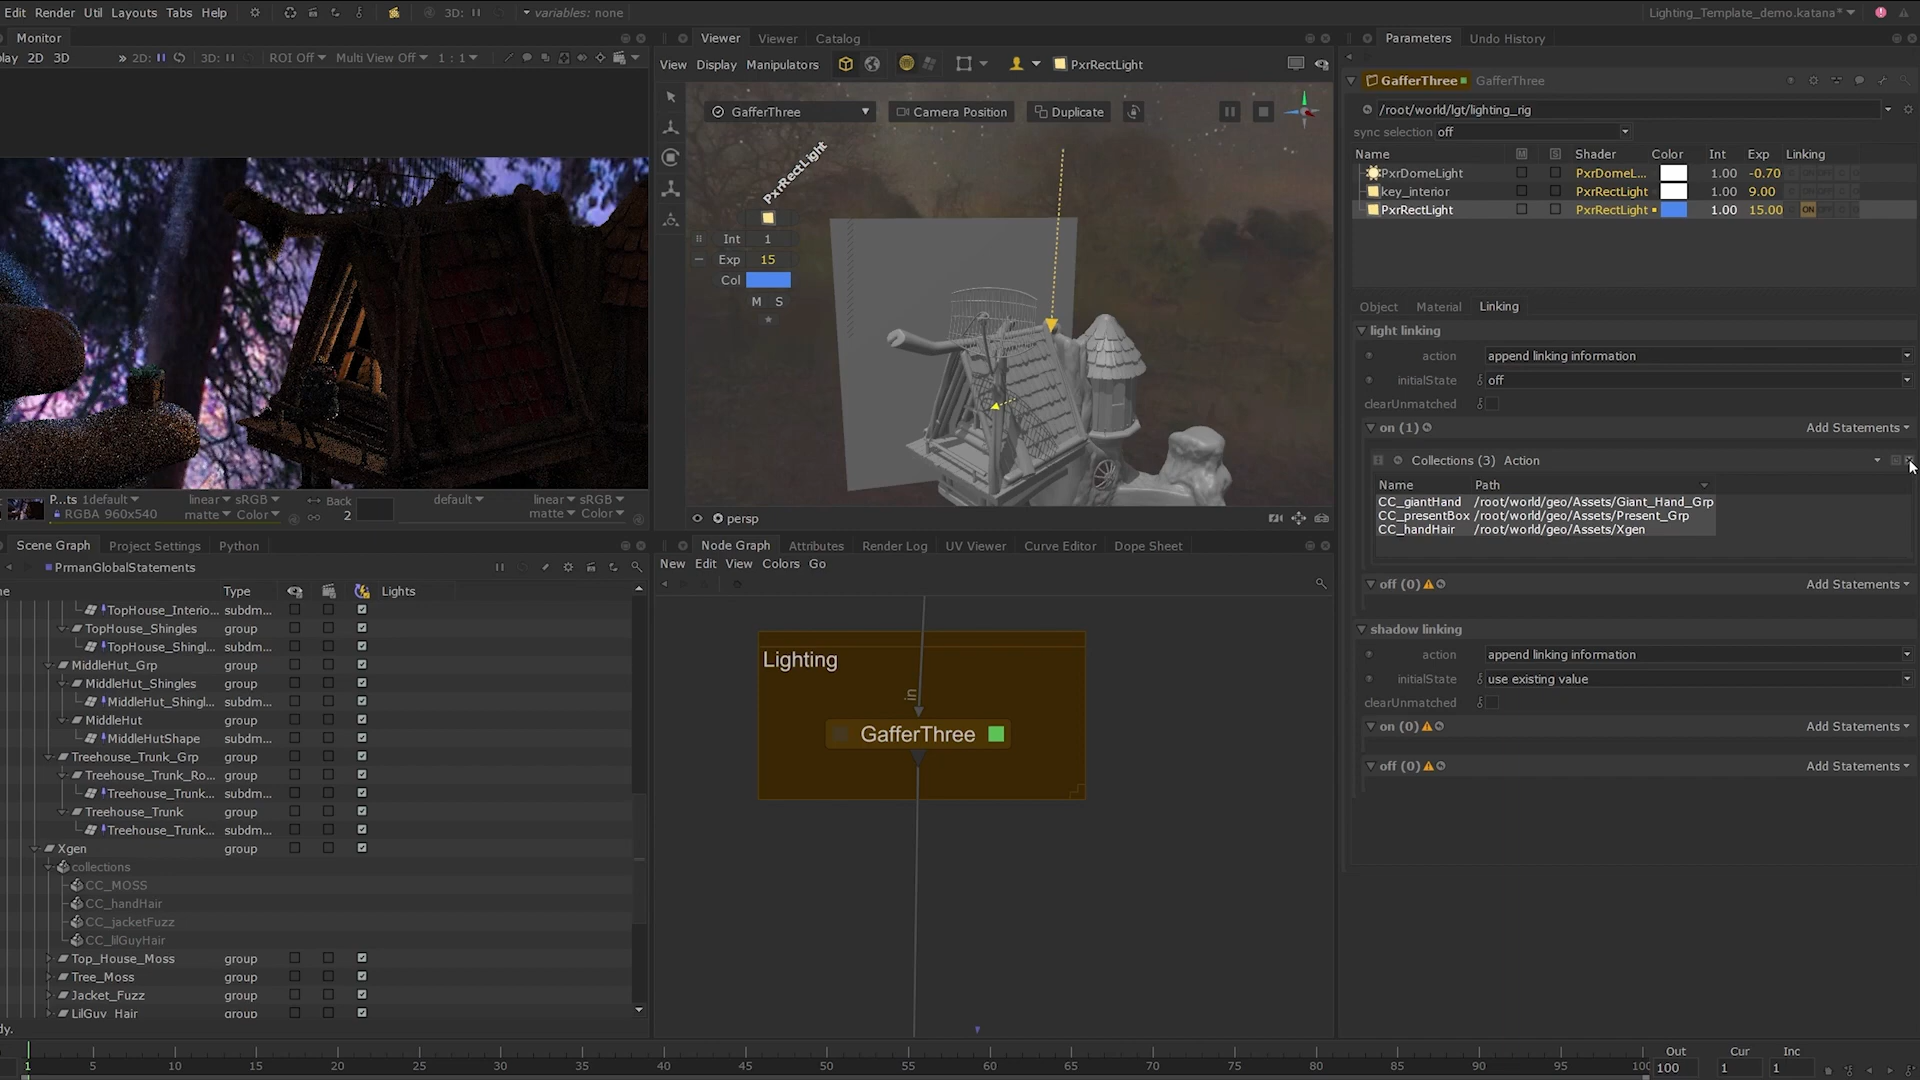 Edit Render Util Layouts Tabs Help 3D: variables: none Lighting_Template_demo.katana*
Monitor
2D 3D 2D: 3D: ROI Off Multi View Off 1 : 1
P...ts 1default linear sRGB Back default linear sRGB
RGBA 960x540 matte Color 2 matte Color
Viewer Viewer Catalog
View Display Manipulators PxrRectLight
GafferThree Camera Position Duplicate
PxrRectLight
Int 1
Exp 15
Col
M S
persp
Parameters Undo History
GafferThree GafferThree
/root/world/lgt/lighting_rig
sync selection off
Name M S Shader Color Int Exp Linking
PxrDomeLight PxrDomeL... 1.00 -0.70
key_interior PxrRectLight 1.00 9.00
PxrRectLight PxrRectLight 1.00 15.00 ON
Object Material Linking
light linking
action append linking information
initialState off
clearUnmatched
on (1) Add Statements
Collections (3) Action
Name Path
CC_giantHand /root/world/geo/Assets/Giant_Hand_Grp
CC_presentBox /root/world/geo/Assets/Present_Grp
CC_handHair /root/world/geo/Assets/Xgen
off (0) Add Statements
shadow linking
action append linking information
initialState use existing value
clearUnmatched
on (0) Add Statements
off (0) Add Statements
Scene Graph Project Settings Python
PrmanGlobalStatements
Type Lights
TopHouse_Interio... subdm...
TopHouse_Shingles group
TopHouse_Shingl... subdm...
MiddleHut_Grp group
MiddleHut_Shingles group
MiddleHut_Shingl... subdm...
MiddleHut group
MiddleHutShape subdm...
Treehouse_Trunk_Grp group
Treehouse_Trunk_Ro... group
Treehouse_Trunk... subdm...
Treehouse_Trunk group
Treehouse_Trunk... subdm...
Xgen group
collections
CC_MOSS
CC_handHair
CC_jacketFuzz
CC_lilGuyHair
Top_House_Moss group
Tree_Moss group
Jacket_Fuzz group
LilGuy_Hair group
Node Graph Attributes Render Log UV Viewer Curve Editor Dope Sheet
New Edit View Colors Go
Lighting
in
GafferThree
1 5 10 15 20 25 30 35 40 45 50 55 60 65 70 75 80 85 90 95
Out Cur Inc
100 1 1